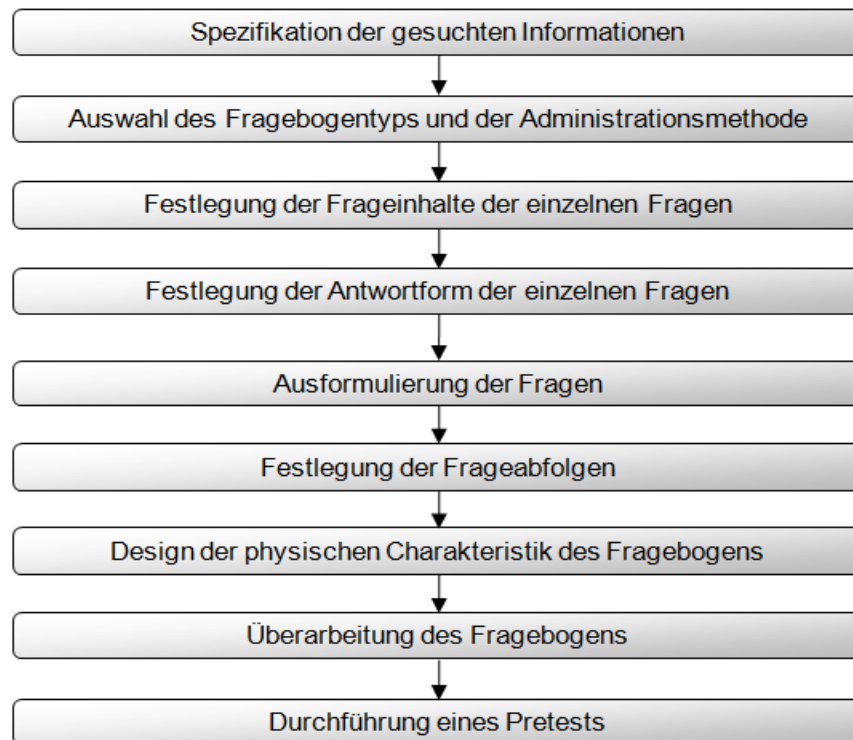 Spezifikation der gesuchten Informationen
Auswahl des Fragebogentyps und der Administrationsmethode
Festlegung der Frageinhalte der einzelnen Fragen
Festlegung der Antwortform der einzelnen Fragen
Ausformulierung der Fragen
Festlegung der Frageabfolgen
Design der physischen Charakteristik des Fragebogens
Überarbeitung des Fragebogens
Durchführung eines Pretests